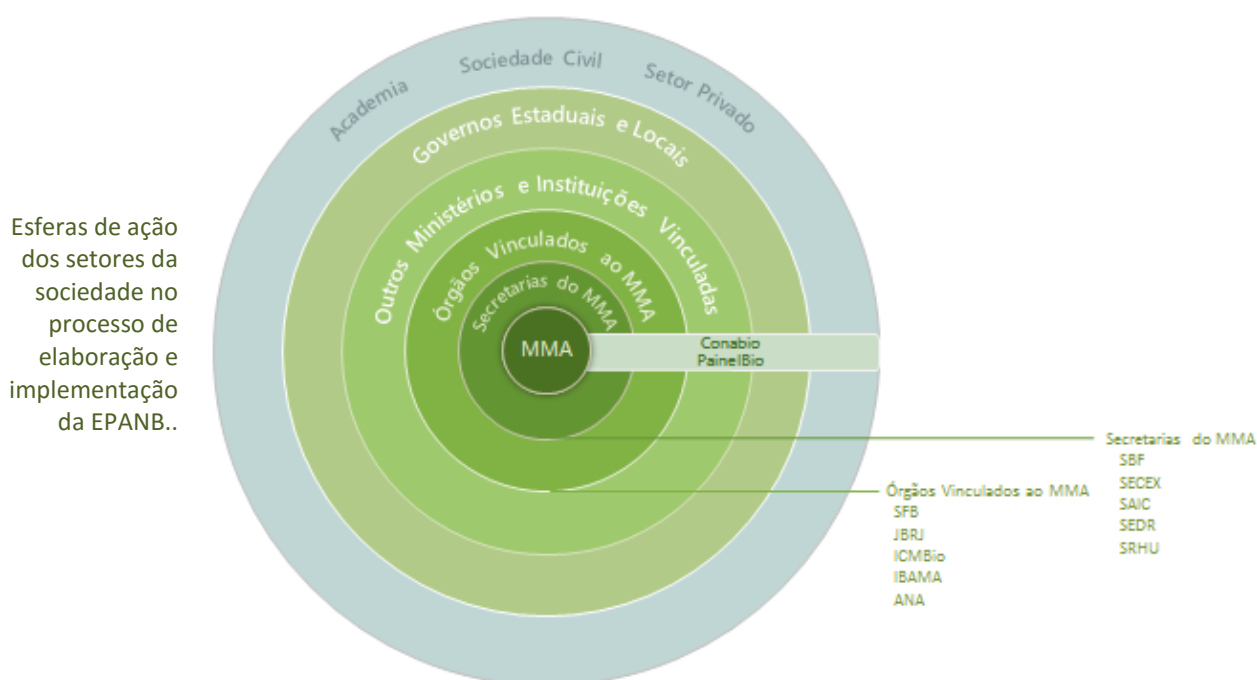 Academia
Sociedade Civil
Setor Privado
Governos Estaduais e Locais
Outros Ministérios e Instituições Vinculadas
Órgãos Vinculados ao MMA
Secretarias do MMA
MMA
Conabio
PainelBio
Esferas de ação
dos setores da
sociedade no
processo de
elaboração e
implementação
da EPANB..
Secretarias do MMA
SBF
SECEX
SAIC
SEDR
SRHU
Órgãos Vinculados ao MMA
SFB
JBRJ
ICMBio
IBAMA
ANA